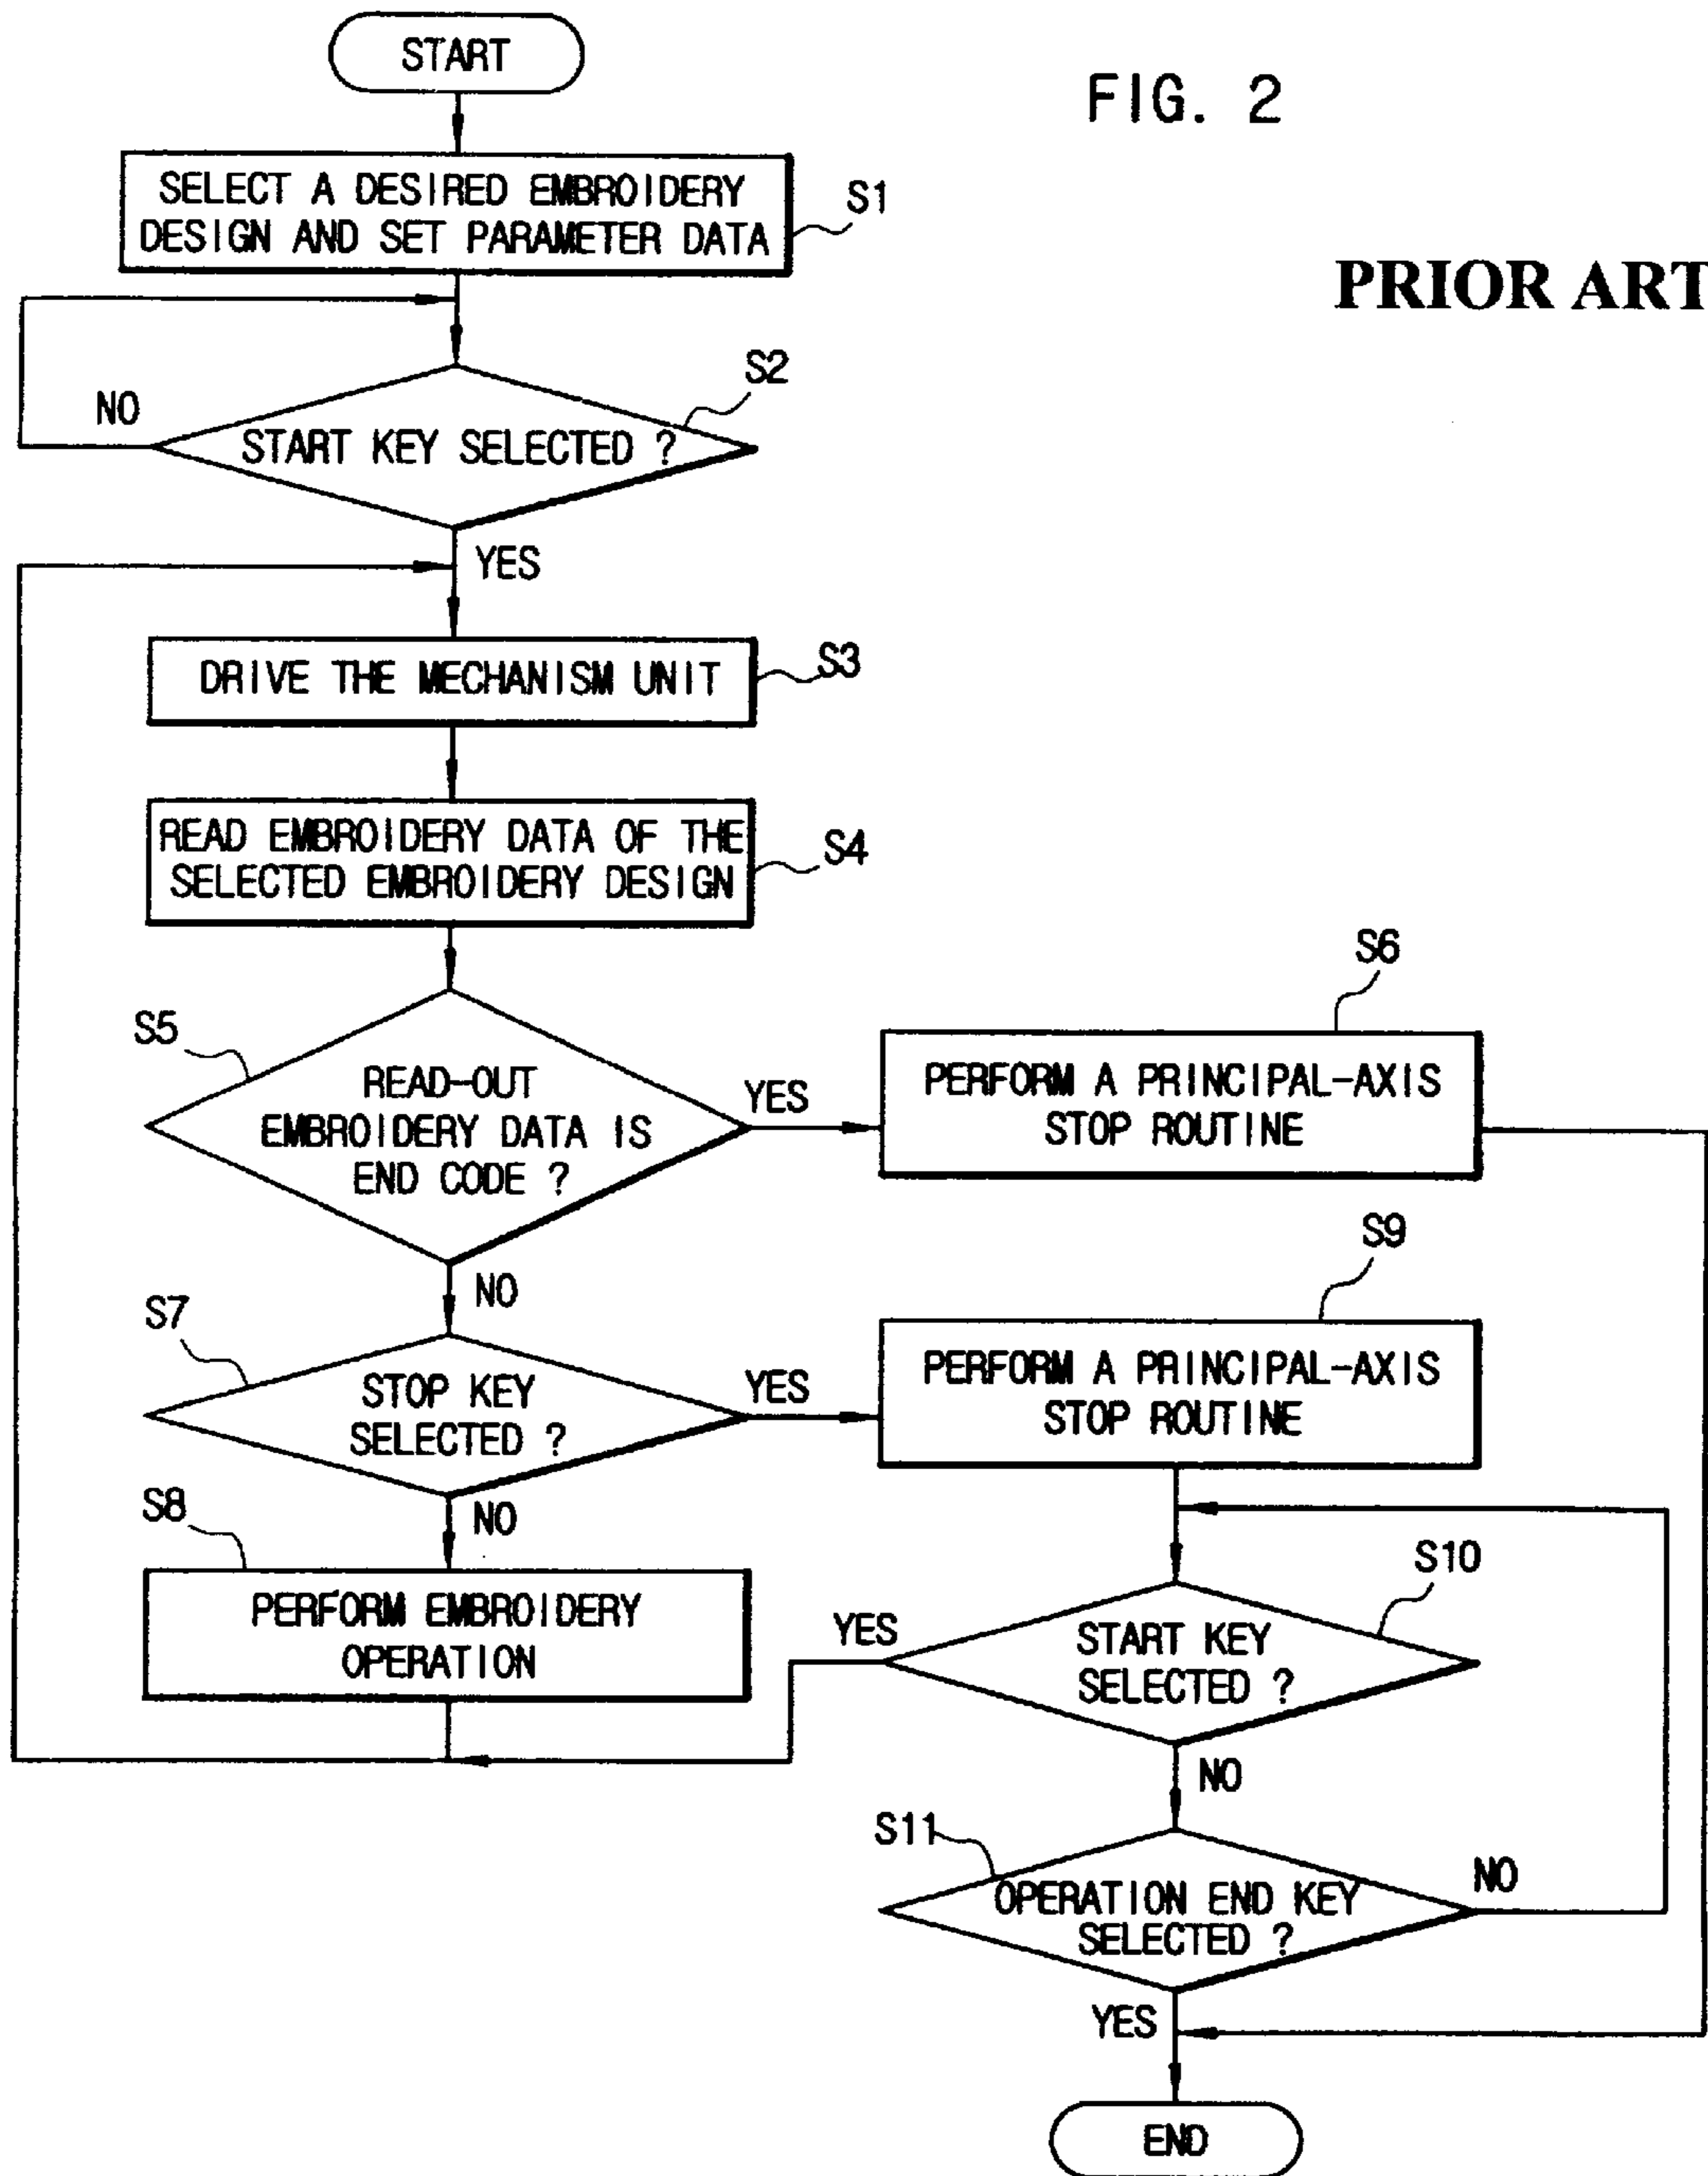 START
FIG. 2
SELECT A DESIRED EMBROIDERY
DESIGN AND SET PARAMETER DATA
S1
PRIOR ART
S2
NO
START KEY SELECTED ?
YES
DRIVE THE MECHANISM UNIT
S3
READ EMBROIDERY DATA OF THE
SELECTED EMBROIDERY DESIGN
S4
S5
READ-OUT
EMBROIDERY DATA IS
END CODE ?
YES
S6
PERFORM A PRINCIPAL-AXIS
STOP ROUTINE
NO
S7
STOP KEY
SELECTED ?
YES
S9
PERFORM A PRINCIPAL-AXIS
STOP ROUTINE
NO
S8
PERFORM EMBROIDERY
OPERATION
S10
YES
START KEY
SELECTED ?
NO
S11
OPERATION END KEY
SELECTED ?
NO
YES
END